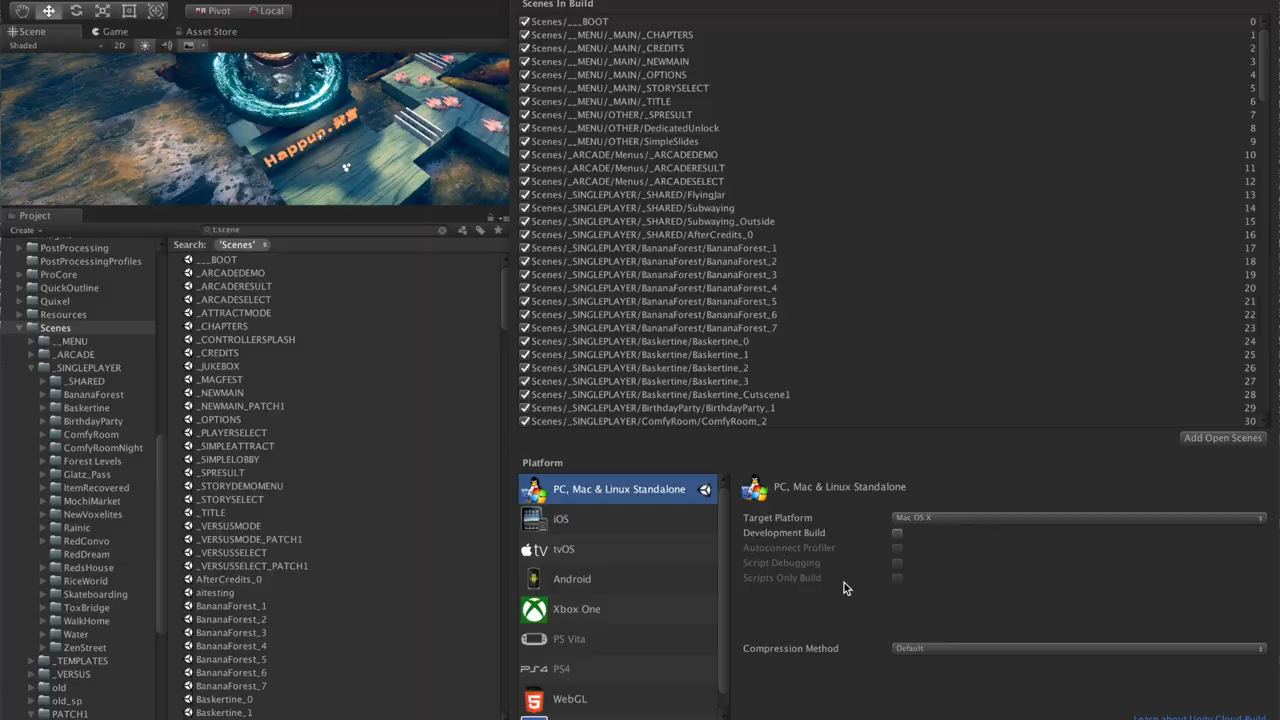 Pivot
Local
Scene
Game
Asset Store
Shaded
2D
Project
Create
Search:
'Scenes'
PostProcessing
PostProcessingProfiles
ProCore
QuickOutline
Quixel
Resources
Scenes
__MENU
_ARCADE
_SINGLEPLAYER
_SHARED
BananaForest
Baskertine
BirthdayParty
ComfyRoom
ComfyRoomNight
Forest Levels
Glatz_Pass
ItemRecovered
MochiMarket
NewVoxelites
Rainic
RedConvo
RedDream
RedsHouse
RiceWorld
Skateboarding
ToxBridge
WalkHome
Water
ZenStreet
_TEMPLATES
_VERSUS
old
old_sp
PATCH1
___BOOT
_ARCADEDEMO
_ARCADERESULT
_ARCADESELECT
_ATTRACTMODE
_CHAPTERS
_CONTROLLERSPLASH
_CREDITS
_JUKEBOX
_MAGFEST
_NEWMAIN
_NEWMAIN_PATCH1
_OPTIONS
_PLAYERSELECT
_SIMPLEATTRACT
_SIMPLELOBBY
_SPRESULT
_STORYDEMOMENU
_STORYSELECT
_TITLE
_VERSUSMODE
_VERSUSMODE_PATCH1
_VERSUSSELECT
_VERSUSSELECT_PATCH1
AfterCredits_0
aitesting
BananaForest_1
BananaForest_2
BananaForest_3
BananaForest_4
BananaForest_5
BananaForest_6
BananaForest_7
Baskertine_0
Baskertine_1
Scenes In Build
Scenes/___BOOT 0
Scenes/__MENU/_MAIN/_CHAPTERS 1
Scenes/__MENU/_MAIN/_CREDITS 2
Scenes/__MENU/_MAIN/_NEWMAIN 3
Scenes/__MENU/_MAIN/_OPTIONS 4
Scenes/__MENU/_MAIN/_STORYSELECT 5
Scenes/__MENU/_MAIN/_TITLE 6
Scenes/__MENU/OTHER/_SPRESULT 7
Scenes/__MENU/OTHER/DedicatedUnlock 8
Scenes/__MENU/OTHER/SimpleSlides 9
Scenes/_ARCADE/Menus/_ARCADEDEMO 10
Scenes/_ARCADE/Menus/_ARCADERESULT 11
Scenes/_ARCADE/Menus/_ARCADESELECT 12
Scenes/_SINGLEPLAYER/_SHARED/FlyingJar 13
Scenes/_SINGLEPLAYER/_SHARED/Subwaying 14
Scenes/_SINGLEPLAYER/_SHARED/Subwaying_Outside 15
Scenes/_SINGLEPLAYER/_SHARED/AfterCredits_0 16
Scenes/_SINGLEPLAYER/BananaForest/BananaForest_1 17
Scenes/_SINGLEPLAYER/BananaForest/BananaForest_2 18
Scenes/_SINGLEPLAYER/BananaForest/BananaForest_3 19
Scenes/_SINGLEPLAYER/BananaForest/BananaForest_4 20
Scenes/_SINGLEPLAYER/BananaForest/BananaForest_5 21
Scenes/_SINGLEPLAYER/BananaForest/BananaForest_6 22
Scenes/_SINGLEPLAYER/BananaForest/BananaForest_7 23
Scenes/_SINGLEPLAYER/Baskertine/Baskertine_0 24
Scenes/_SINGLEPLAYER/Baskertine/Baskertine_1 25
Scenes/_SINGLEPLAYER/Baskertine/Baskertine_2 26
Scenes/_SINGLEPLAYER/Baskertine/Baskertine_3 27
Scenes/_SINGLEPLAYER/Baskertine/Baskertine_Cutscene1 28
Scenes/_SINGLEPLAYER/BirthdayParty/BirthdayParty_1 29
Scenes/_SINGLEPLAYER/ComfyRoom/ComfyRoom_2 30
Add Open Scenes
Platform
PC, Mac & Linux Standalone
iOS
tvOS
Android
Xbox One
PS Vita
PS4
WebGL
PC, Mac & Linux Standalone
Target Platform Mac OS X
Development Build
Autoconnect Profiler
Script Debugging
Scripts Only Build
Compression Method Default
Learn about Unity Cloud Build